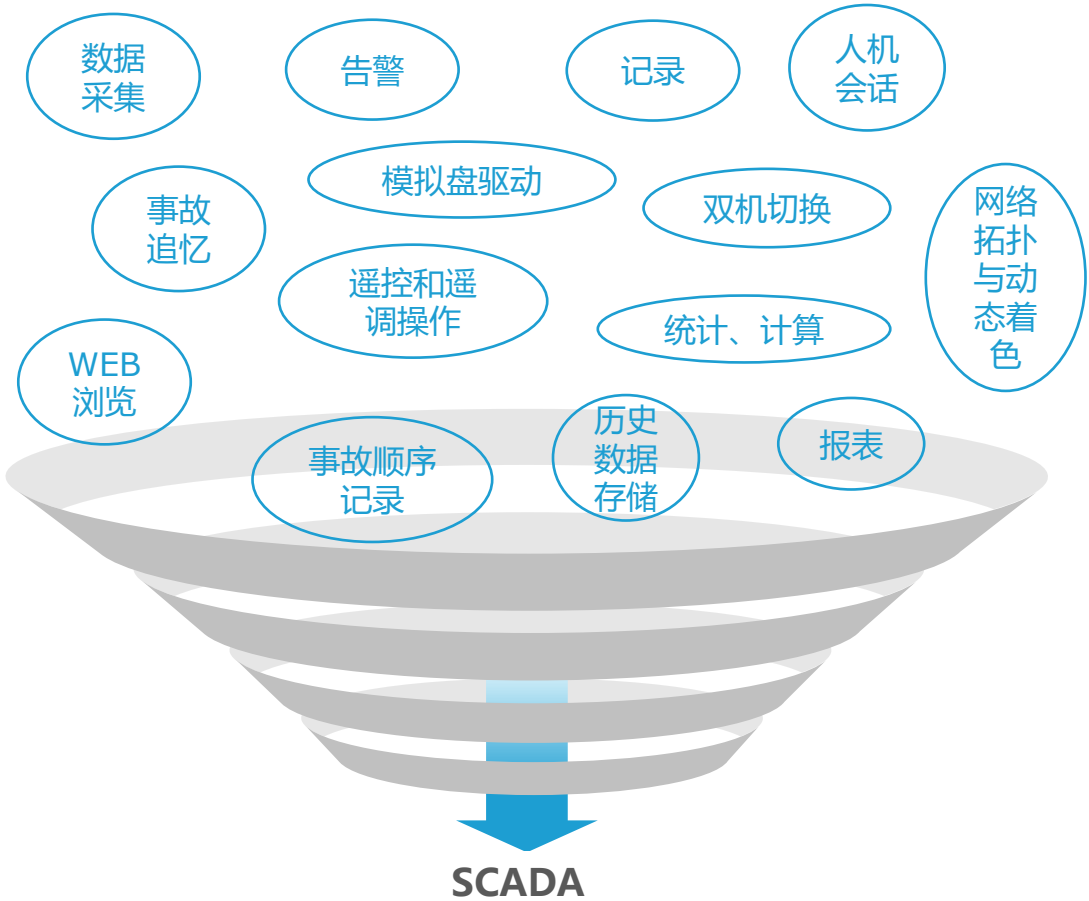 数据
采集
告警
记录
人机
会话
模拟盘驱动
事故
追忆
双机切换
网络
拓扑
与动
态着
色
遥控和遥
调操作
统计、计算
WEB
浏览
事故顺序
记录
历史
数据
存储
报表
SCADA